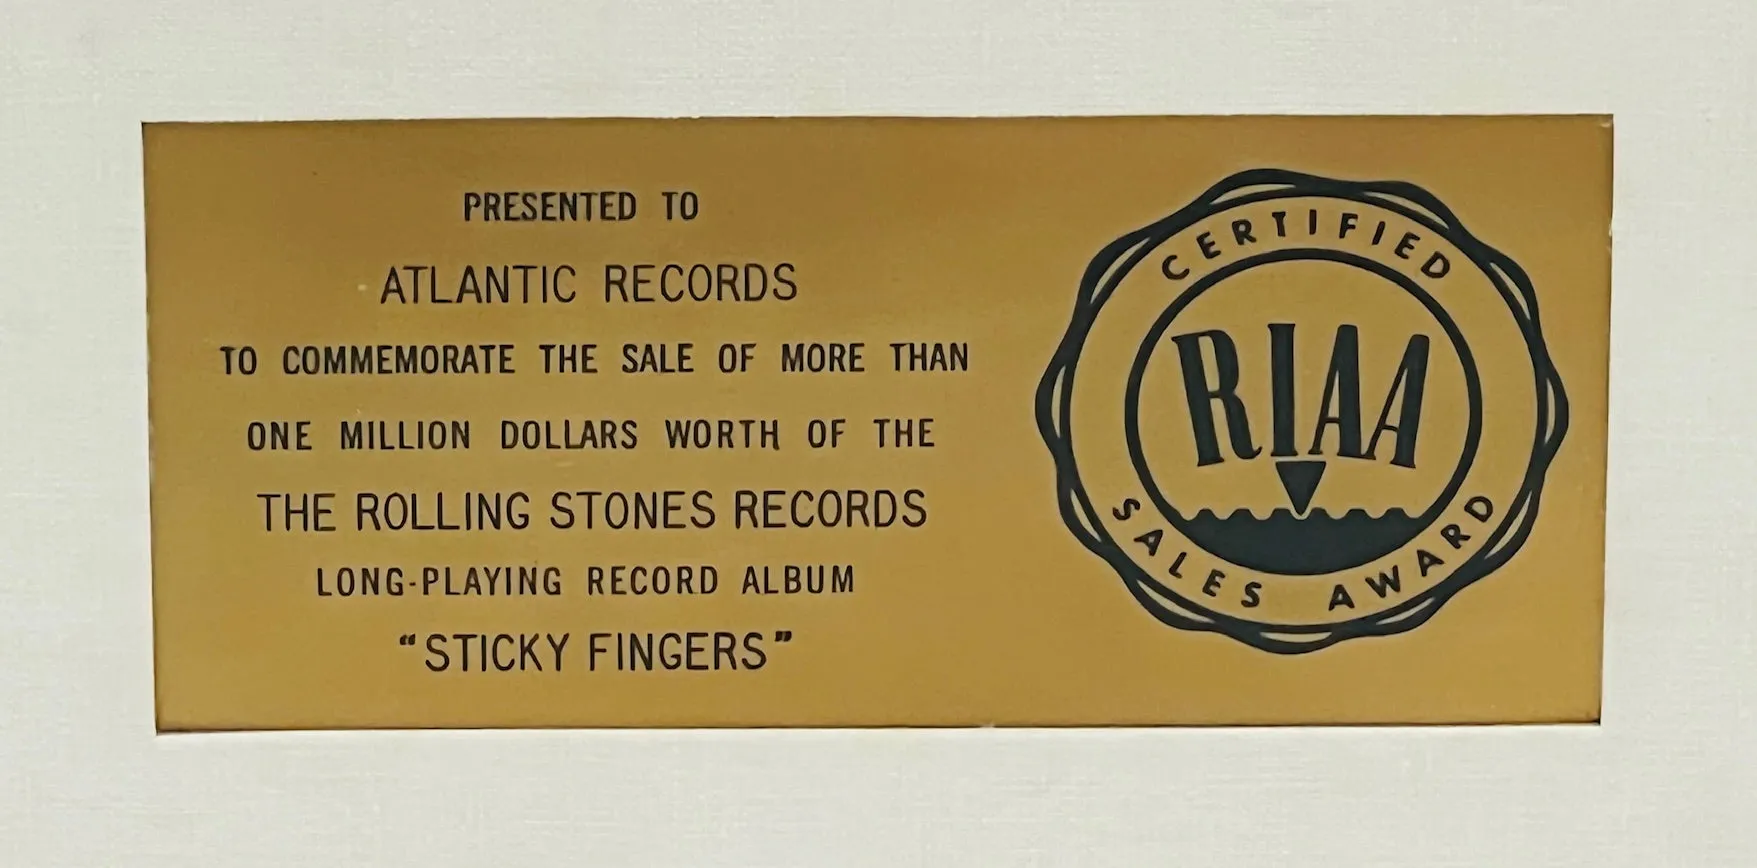 PRESENTED TO
ATLANTIC RECORDS
TO COMMEMORATE THE SALE OF MORE THAN
ONE MILLION DOLLARS WORTH OF THE
THE ROLLING STONES RECORDS
LONG-PLAYING RECORD ALBUM
"STICKY FINGERS"
CERTIFIED
RIAA
SALES AWARD